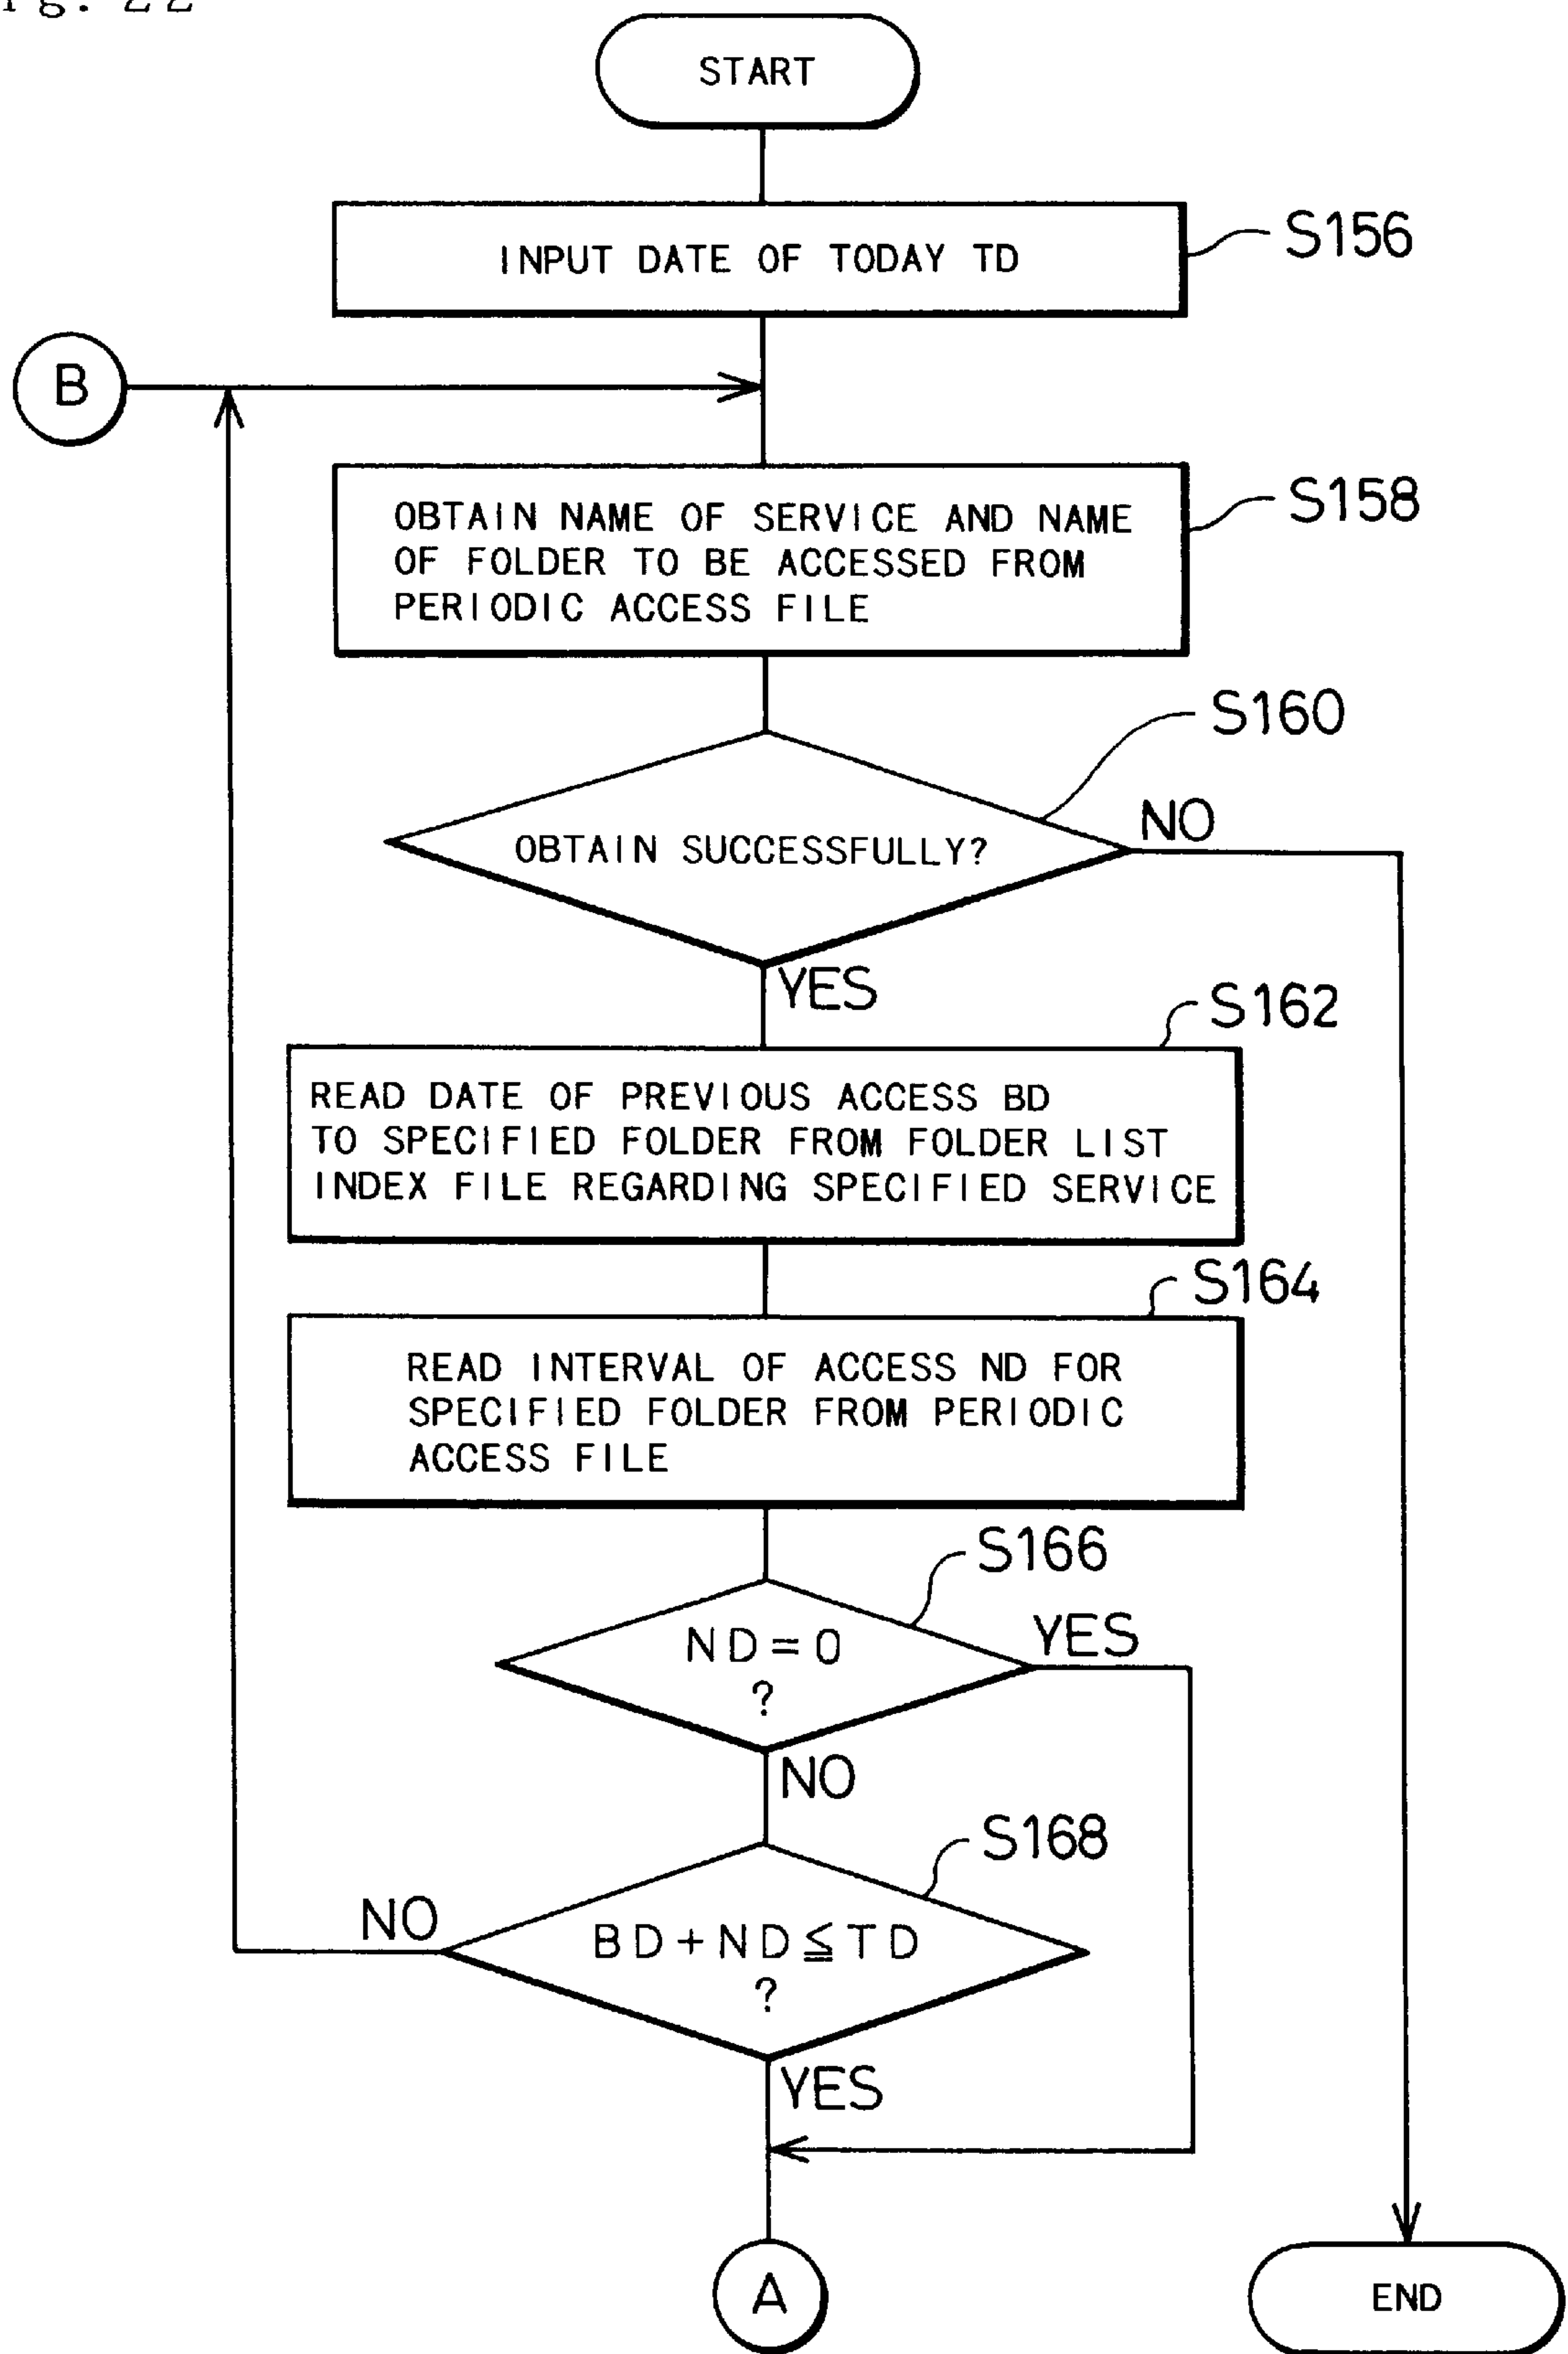 g. 22
START
INPUT DATE OF TODAY TD
S156
B
OBTAIN NAME OF SERVICE AND NAME
OF FOLDER TO BE ACCESSED FROM
PERIODIC ACCESS FILE
S158
S160
OBTAIN SUCCESSFULLY?
NO
YES
S162
READ DATE OF PREVIOUS ACCESS BD
TO SPECIFIED FOLDER FROM FOLDER LIST
INDEX FILE REGARDING SPECIFIED SERVICE
S164
READ INTERVAL OF ACCESS ND FOR
SPECIFIED FOLDER FROM PERIODIC
ACCESS FILE
S166
ND=0
?
YES
NO
S168
NO
BD+ND≦TD
?
YES
A
END